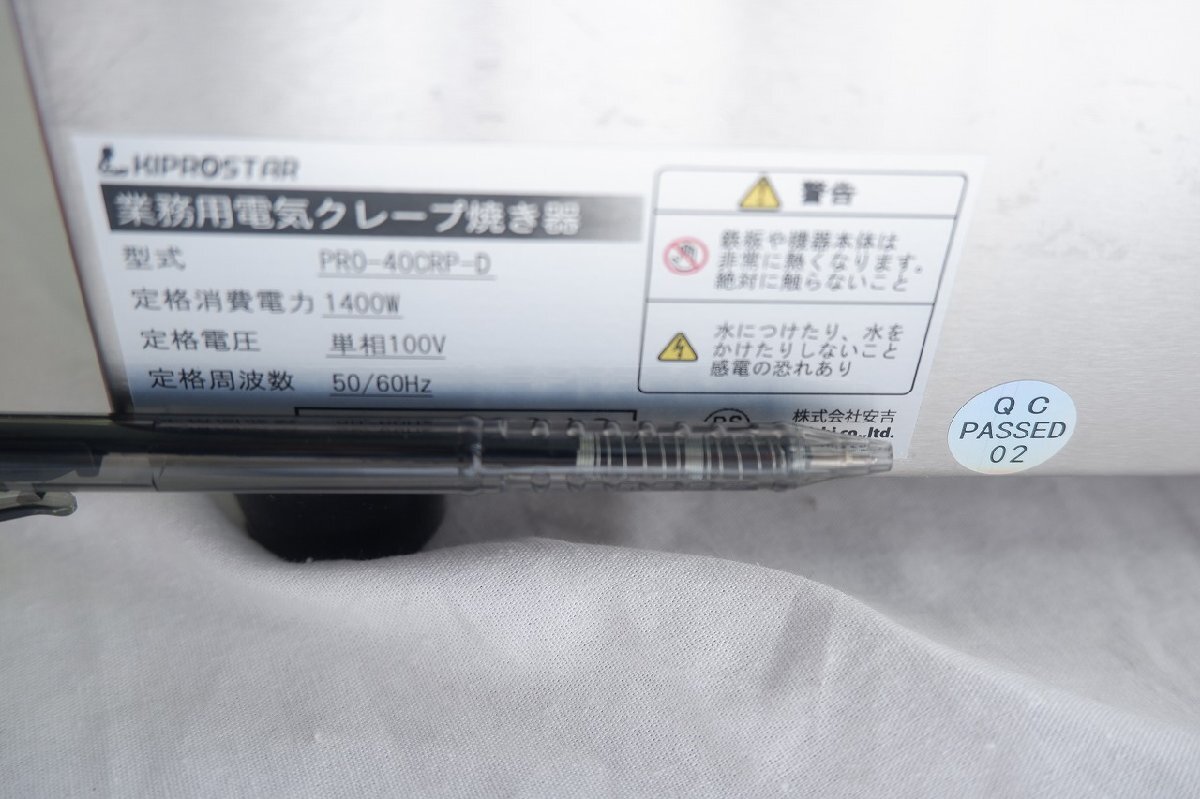 KIPROSTAR
業務用電気クレープ焼き器
型式 PRO-40CRP-D
定格消費電力 1400W
定格電圧 単相100V
定格周波数 50/60Hz
警告
鉄板や機器本体は
非常に熱くなります。
絶対に触らないこと
水につけたり、水を
かけたりしないこと
感電の恐れあり
株式会社安吉
co.,ltd.
Q C
PASSED
02